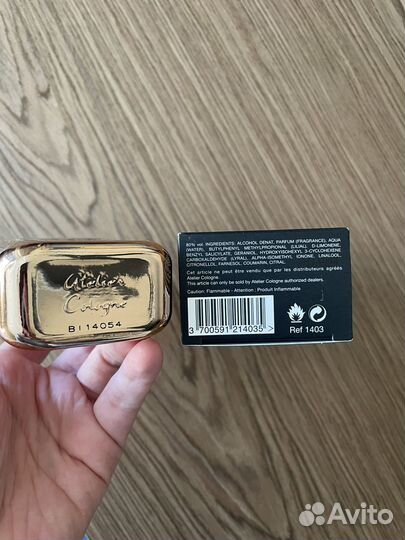 Atelier
Cologne
BI 14054
80% vol. INGREDIENTS: ALCOHOL DENAT, PARFUM (FRAGRANCE), AQUA
(WATER), BUTYLPHENYL METHYLPROPIONAL (LILIAL), D-LIMONENE,
BENZYL SALICYLATE, GERANIOL, HYDROXYISOHEXYL 3-CYCLOHEXENE
CARBOXALDEHYDE (LYRAL), ALPHA-ISOMETHYL IONONE, LINALOOL,
CITRONELLOL, FARNESOL, COUMARIN, CITRAL.
Cet article ne peut être vendu que par les distributeurs agréés
Atelier Cologne
This article can only be sold by Atelier Cologne authorized dealers.
Caution: Flammable - Attention : Produit Inflammable
3 700591 214035 >
Ref 1403
Avito